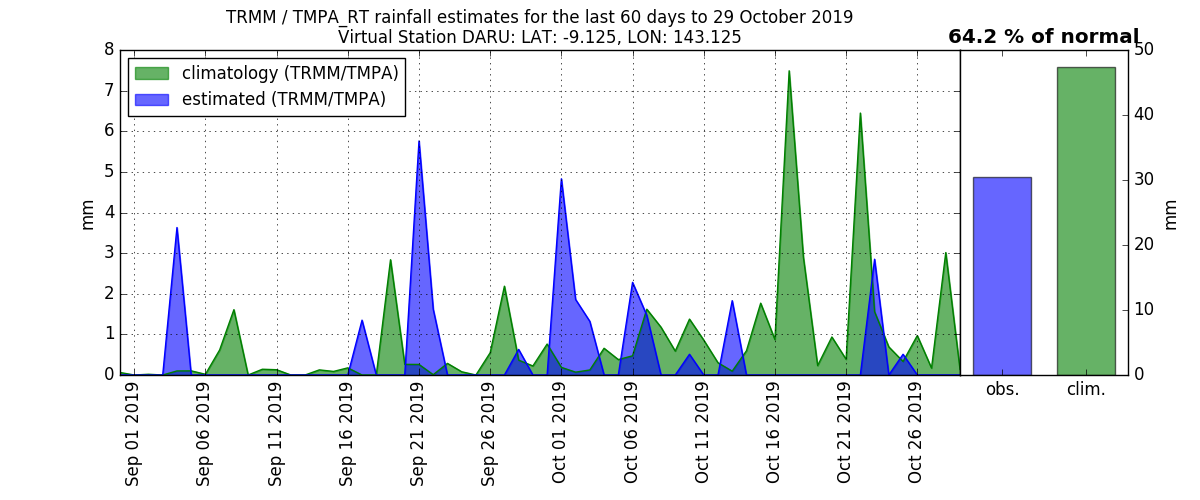 TRMM / TMPA_RT rainfall estimates for the last 60 days to 29 October 2019
Virtual Station DARU: LAT: -9.125, LON: 143.125
64.2 % of normal
climatology (TRMM/TMPA)
estimated (TRMM/TMPA)
8
7
6
5
4
3
2
1
0
mm
Sep 01 2019
Sep 06 2019
Sep 11 2019
Sep 16 2019
Sep 21 2019
Sep 26 2019
Oct 01 2019
Oct 06 2019
Oct 11 2019
Oct 16 2019
Oct 21 2019
Oct 26 2019
50
40
30
20
10
0
mm
obs.
clim.